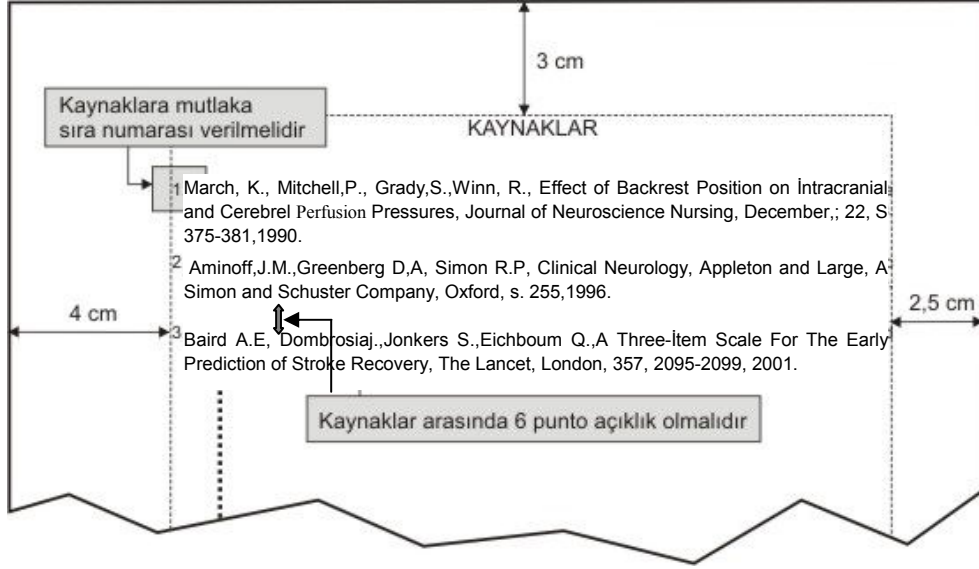 3 cm
Kaynaklara mutlaka
sıra numarası verilmelidir
KAYNAKLAR
1 March, K., Mitchell,P., Grady,S.,Winn, R., Effect of Backrest Position on İntracranial
and Cerebrel Perfusion Pressures, Journal of Neuroscience Nursing, December,; 22, S
375-381,1990.
2 Aminoff,J.M.,Greenberg D,A, Simon R.P, Clinical Neurology, Appleton and Large, A
Simon and Schuster Company, Oxford, s. 255,1996.
4 cm
2,5 cm
3 Baird A.E, Dombrosiaj.,Jonkers S.,Eichboum Q.,A Three-İtem Scale For The Early
Prediction of Stroke Recovery, The Lancet, London, 357, 2095-2099, 2001.
Kaynaklar arasında 6 punto açıklık olmalıdır